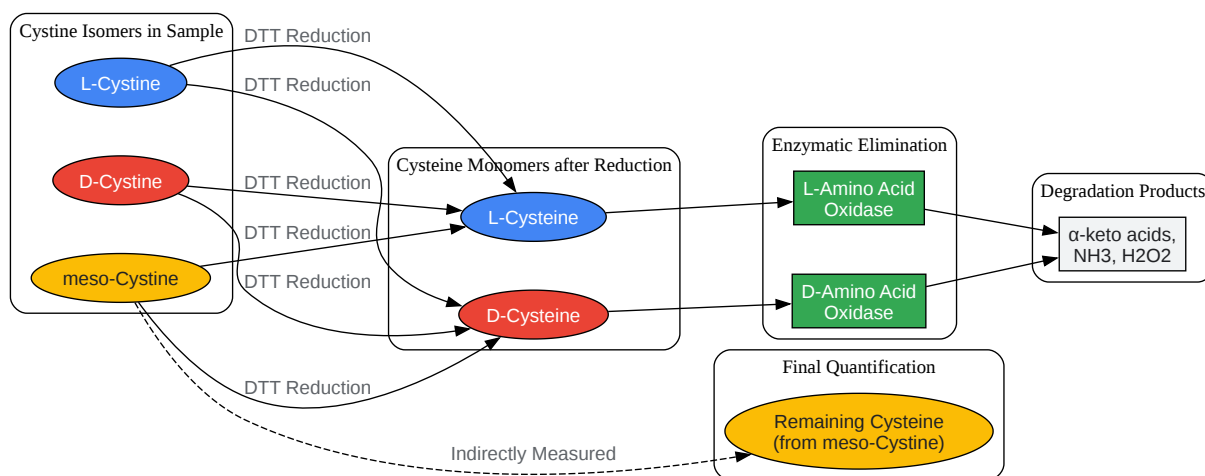 Cystine Isomers in Sample
L-Cystine
D-Cystine
meso-Cystine
DTT Reduction
DTT Reduction
DTT Reduction
DTT Reduction
DTT Reduction
DTT Reduction
Indirectly Measured
Cysteine Monomers after Reduction
L-Cysteine
D-Cysteine
Enzymatic Elimination
L-Amino Acid
Oxidase
D-Amino Acid
Oxidase
Degradation Products
α-keto acids,
NH3, H2O2
Final Quantification
Remaining Cysteine
(from meso-Cystine)